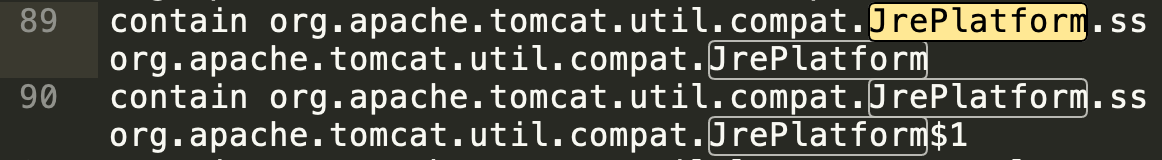 89 contain org.apache.tomcat.util.compat.JrePlatform.ss
org.apache.tomcat.util.compat.JrePlatform
90 contain org.apache.tomcat.util.compat.JrePlatform.ss
org.apache.tomcat.util.compat.JrePlatform$1